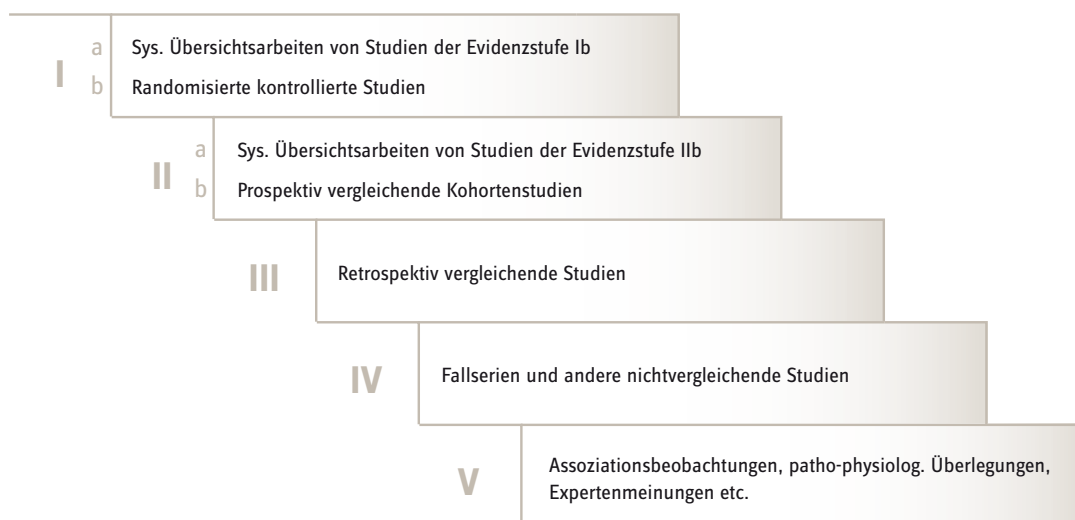 I a Sys. Übersichtsarbeiten von Studien der Evidenzstufe Ib
b Randomisierte kontrollierte Studien
II a Sys. Übersichtsarbeiten von Studien der Evidenzstufe IIb
b Prospektiv vergleichende Kohortenstudien
III Retrospektiv vergleichende Studien
IV Fallserien und andere nichtvergleichende Studien
V Assoziationsbeobachtungen, patho-physiolog. Überlegungen,
Expertenmeinungen etc.